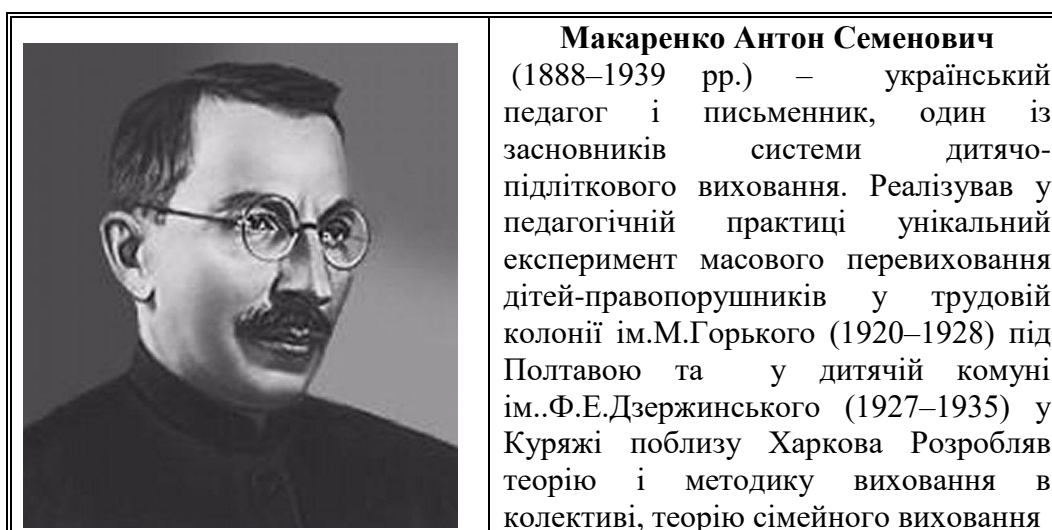 Макаренко Антон Семенович
(1888–1939 рр.) – український
педагог і письменник, один із
засновників системи дитячо-
підліткового виховання. Реалізував у
педагогічній практиці унікальний
експеримент масового перевиховання
дітей-правопорушників у трудовій
колонії ім.М.Горького (1920–1928) під
Полтавою та у дитячій комуні
ім..Ф.Е.Дзержинського (1927–1935) у
Куряжі поблизу Харкова Розробляв
теорію і методику виховання в
колективі, теорію сімейного виховання